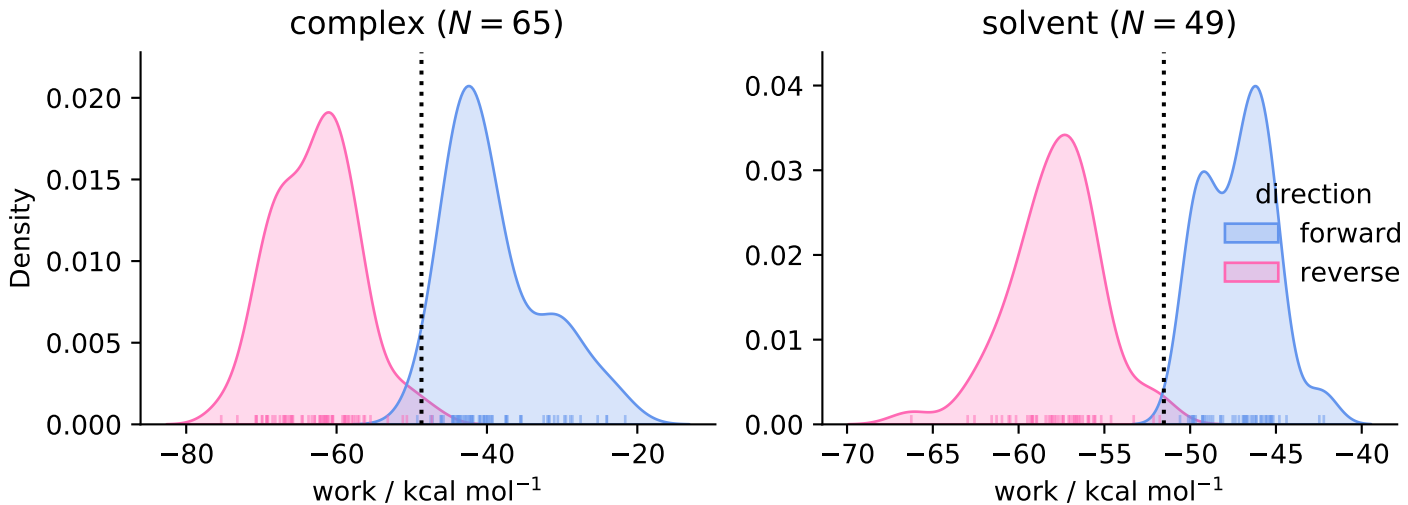 complex (N = 65)
Density
0.020
0.015
0.010
0.005
0.000
−80
−60
−40
−20
work / kcal mol⁻¹
solvent (N = 49)
0.04
0.03
0.02
0.01
0.00
−70
−65
−60
−55
−50
−45
−40
work / kcal mol⁻¹
direction
forward
reverse